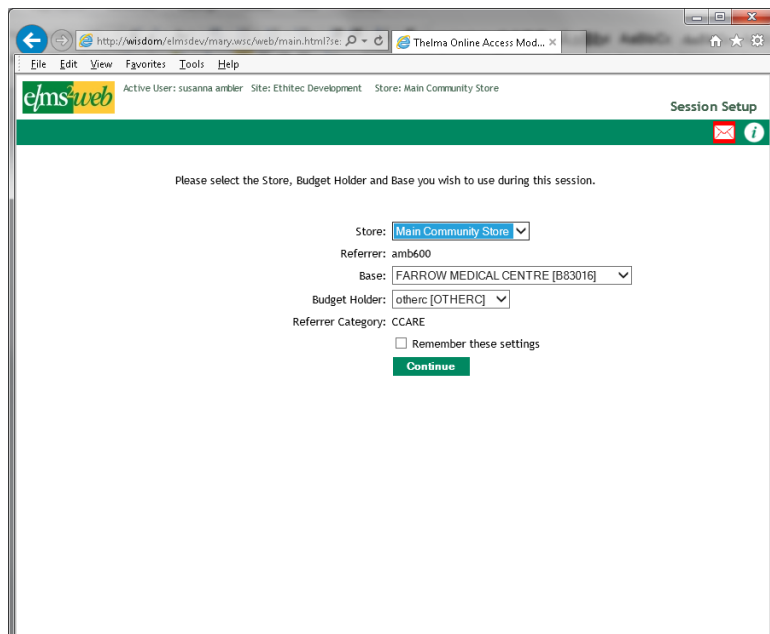 http://wisdom/elmsdev/mary.wsc/web/main.html?se:
Thelma Online Access Mod...
File Edit View Favorites Tools Help
elms2web
Active User: susanna ambler Site: Ethitec Development Store: Main Community Store
Session Setup
Please select the Store, Budget Holder and Base you wish to use during this session.
Store: Main Community Store
Referrer: amb600
Base: FARROW MEDICAL CENTRE [B83016]
Budget Holder: otherc [OTHERC]
Referrer Category: CCARE
Remember these settings
Continue